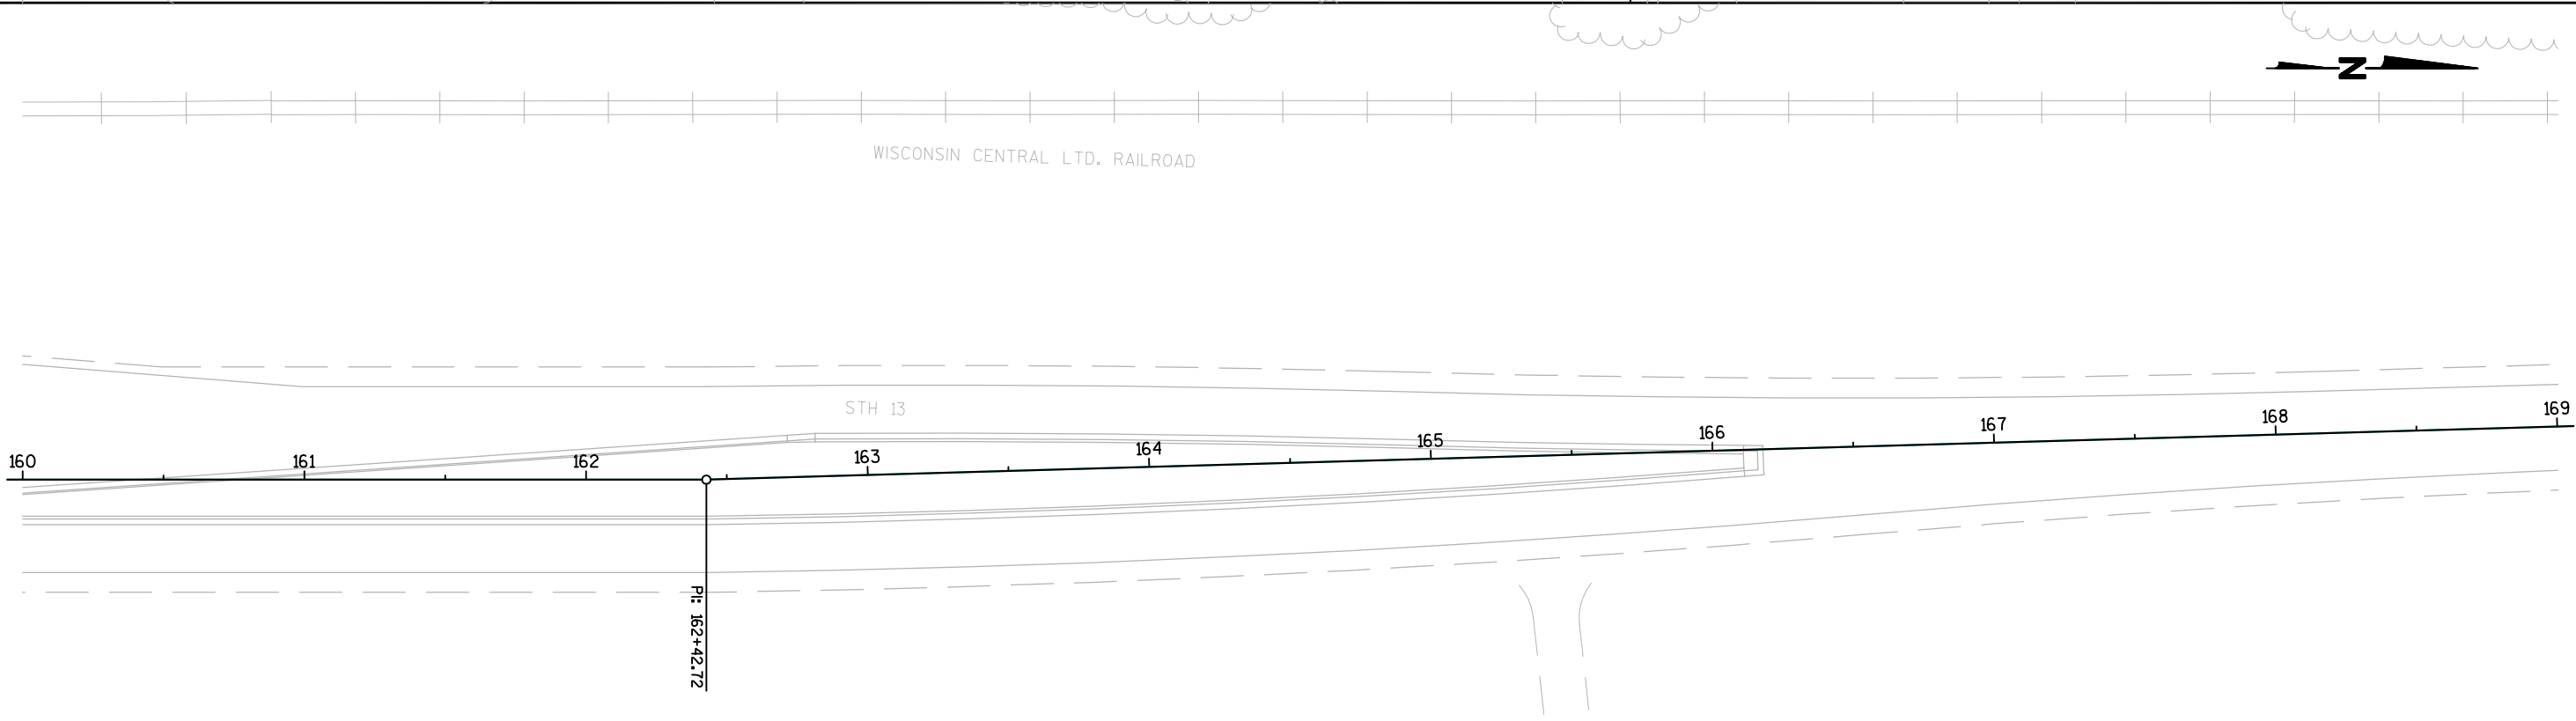 N
WISCONSIN CENTRAL LTD. RAILROAD
STH 13
160 161 162 163 164 165 166 167 168 169
PI: 162+42.72